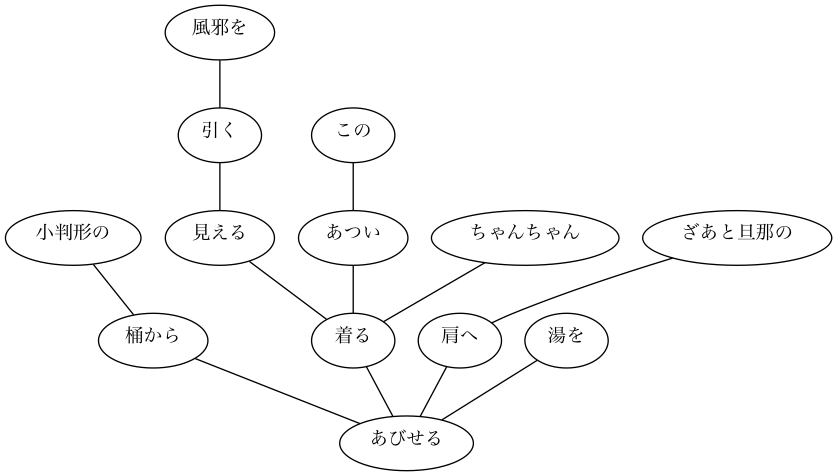 風邪を
引く
この
小判形の
見える
あつい
ちゃんちゃん
ざあと旦那の
桶から
着る
肩へ
湯を
あびせる